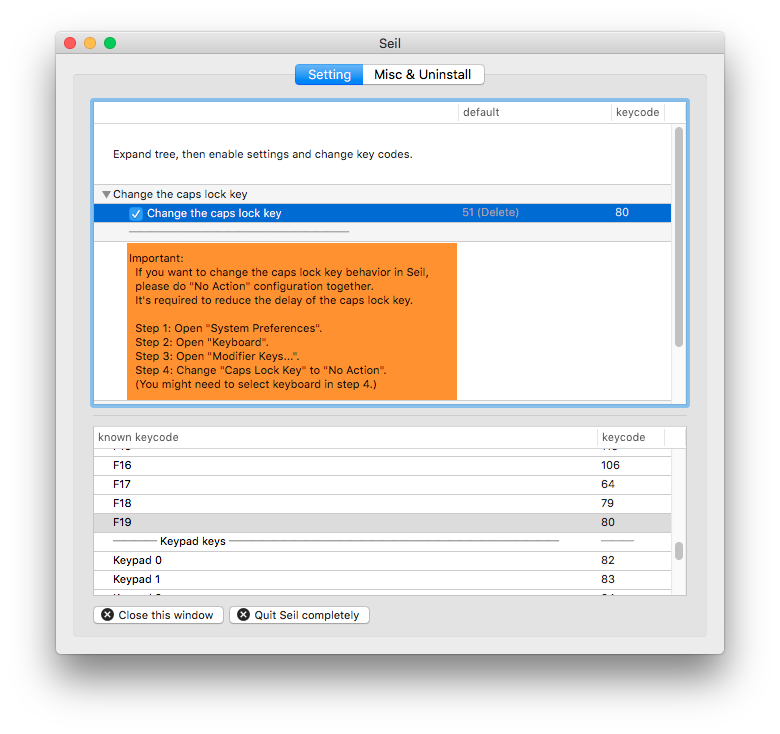 Seil
Setting Misc & Uninstall
default keycode
Expand tree, then enable settings and change key codes.
Change the caps lock key
Change the caps lock key 51 (Delete) 80
Important:
If you want to change the caps lock key behavior in Seil,
please do "No Action" configuration together.
It's required to reduce the delay of the caps lock key.
Step 1: Open "System Preferences".
Step 2: Open "Keyboard".
Step 3: Open "Modifier Keys...".
Step 4: Change "Caps Lock Key" to "No Action".
(You might need to select keyboard in step 4.)
known keycode keycode
F16 106
F17 64
F18 79
F19 80
Keypad keys
Keypad 0 82
Keypad 1 83
Close this window Quit Seil completely